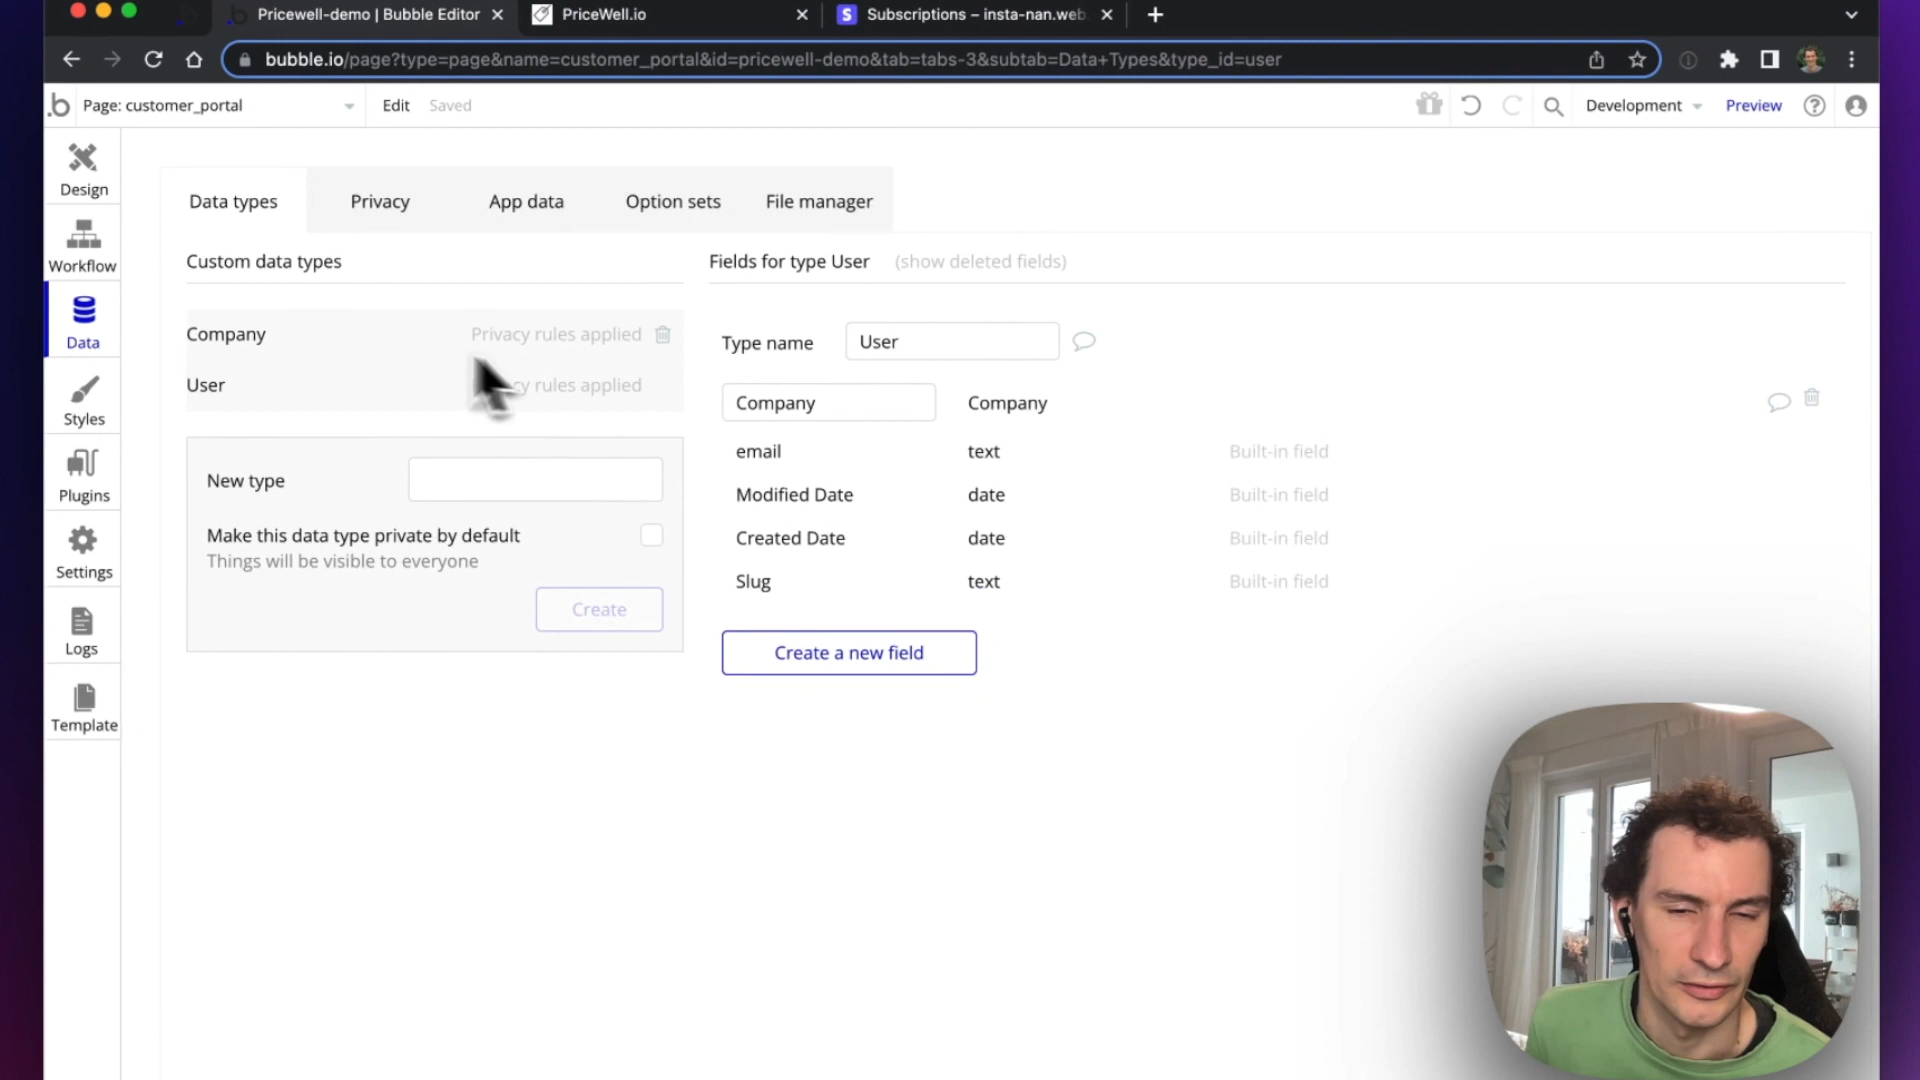 Pricewell-demo | Bubble Editor
PriceWell.io
Subscriptions – insta-nan.web
bubble.io/page?type=page&name=customer_portal&id=pricewell-demo&tab=tabs-3&subtab=Data+Types&type_id=user
Page: customer_portal
Edit
Saved
Development
Preview
Design
Workflow
Data
Styles
Plugins
Settings
Logs
Template
Data types
Privacy
App data
Option sets
File manager
Custom data types
Company
Privacy rules applied
User
cy rules applied
New type
Make this data type private by default
Things will be visible to everyone
Create
Fields for type User
(show deleted fields)
Type name
User
Company
Company
email
text
Built-in field
Modified Date
date
Built-in field
Created Date
date
Built-in field
Slug
text
Built-in field
Create a new field